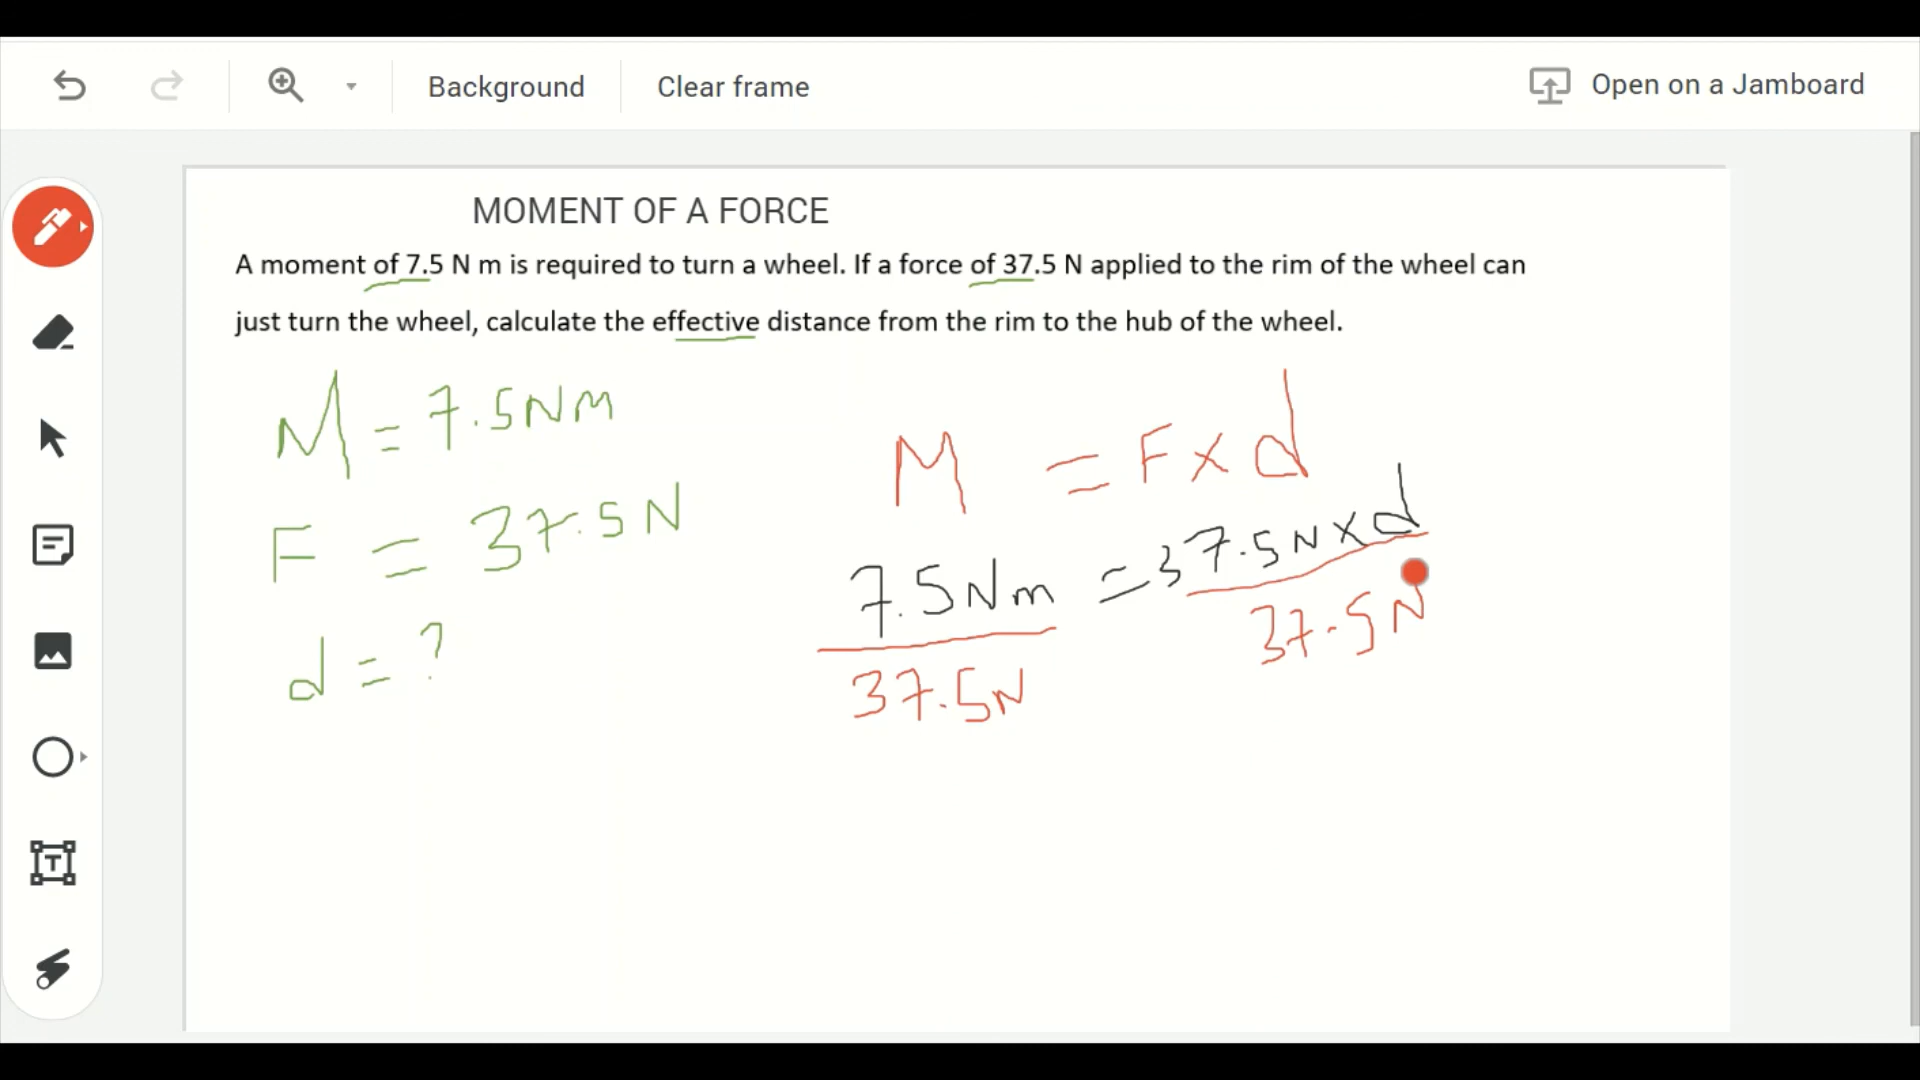 Background
Clear frame
Open on a Jamboard
MOMENT OF A FORCE
A moment of 7.5 N m is required to turn a wheel. If a force of 37.5 N applied to the rim of the wheel can
just turn the wheel, calculate the effective distance from the rim to the hub of the wheel.
M = 7.5NM
F = 37.5N
d = ?
M = F x d
7.5Nm = 37.5N x d
37.5N 37.5N